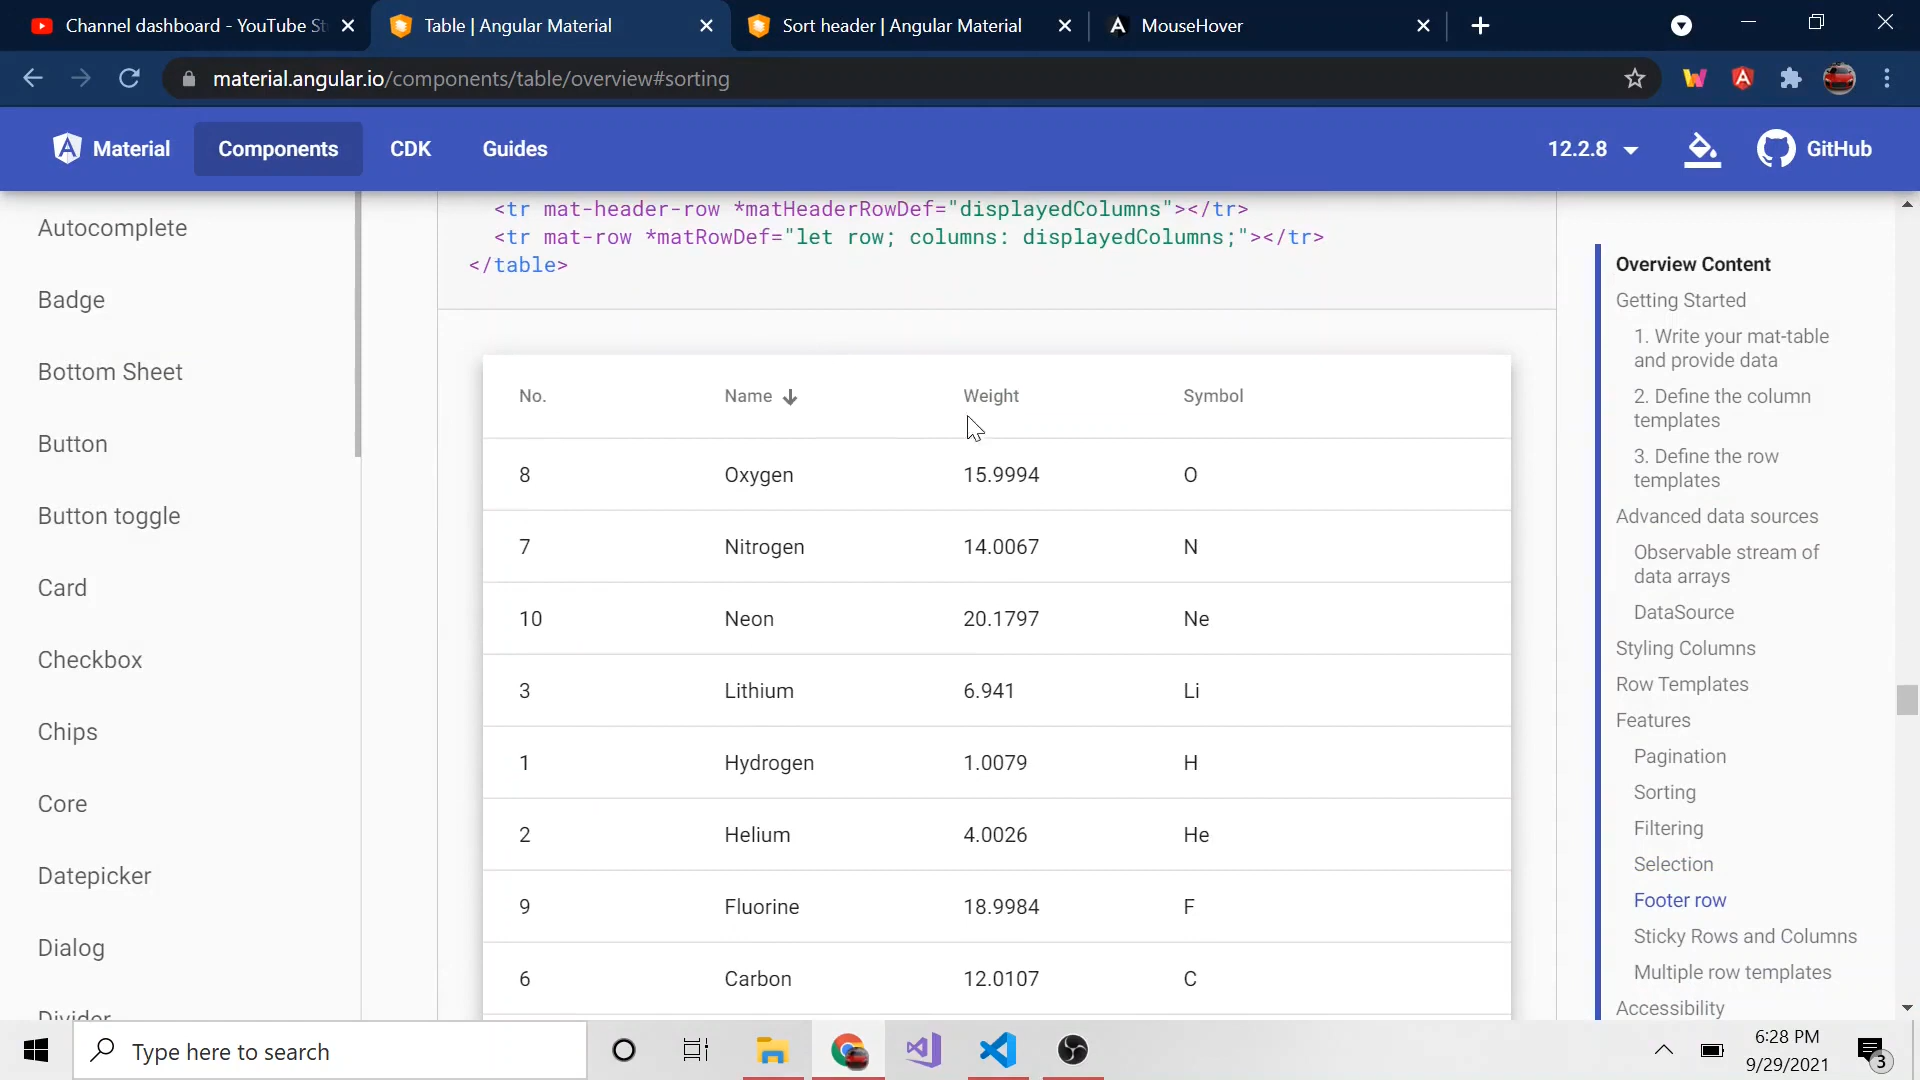 Channel dashboard - YouTube St
Table | Angular Material
Sort header | Angular Material
MouseHover
material.angular.io/components/table/overview#sorting
Material
Components
CDK
Guides
12.2.8
GitHub
Autocomplete
Badge
Bottom Sheet
Button
Button toggle
Card
Checkbox
Chips
Core
Datepicker
Dialog
Divider
<tr mat-header-row *matHeaderRowDef="displayedColumns"></tr>
<tr mat-row *matRowDef="let row; columns: displayedColumns;"></tr>
</table>
No. Name Weight Symbol
8 Oxygen 15.9994 O
7 Nitrogen 14.0067 N
10 Neon 20.1797 Ne
3 Lithium 6.941 Li
1 Hydrogen 1.0079 H
2 Helium 4.0026 He
9 Fluorine 18.9984 F
6 Carbon 12.0107 C
Overview Content
Getting Started
1. Write your mat-table
and provide data
2. Define the column
templates
3. Define the row
templates
Advanced data sources
Observable stream of
data arrays
DataSource
Styling Columns
Row Templates
Features
Pagination
Sorting
Filtering
Selection
Footer row
Sticky Rows and Columns
Multiple row templates
Accessibility
Type here to search
6:28 PM
9/29/2021
3